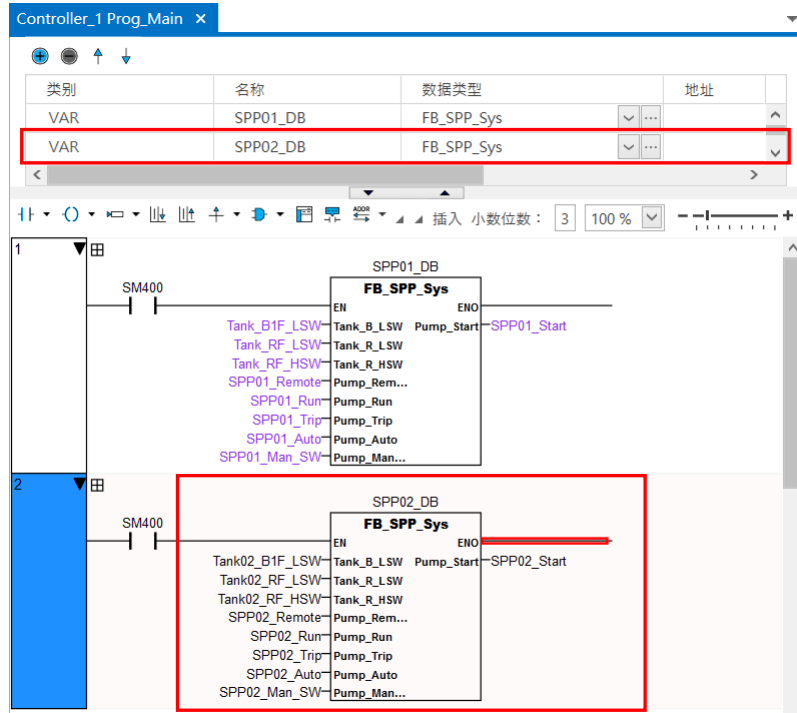 Controller_1 Prog_Main ×
类别 名称 数据类型 地址
VAR SPP01_DB FB_SPP_Sys ...
VAR SPP02_DB FB_SPP_Sys ...
ADDR 插入 小数位数： 3 100 %
1
SPP01_DB
SM400 FB_SPP_Sys
EN ENO
Tank_B1F_LSW Tank_B_LSW Pump_Start SPP01_Start
Tank_RF_LSW Tank_R_LSW
Tank_RF_HSW Tank_R_HSW
SPP01_Remote Pump_Rem...
SPP01_Run Pump_Run
SPP01_Trip Pump_Trip
SPP01_Auto Pump_Auto
SPP01_Man_SW Pump_Man...
2
SPP02_DB
SM400 FB_SPP_Sys
EN ENO
Tank02_B1F_LSW Tank_B_LSW Pump_Start SPP02_Start
Tank02_RF_LSW Tank_R_LSW
Tank02_RF_HSW Tank_R_HSW
SPP02_Remote Pump_Rem...
SPP02_Run Pump_Run
SPP02_Trip Pump_Trip
SPP02_Auto Pump_Auto
SPP02_Man_SW Pump_Man...